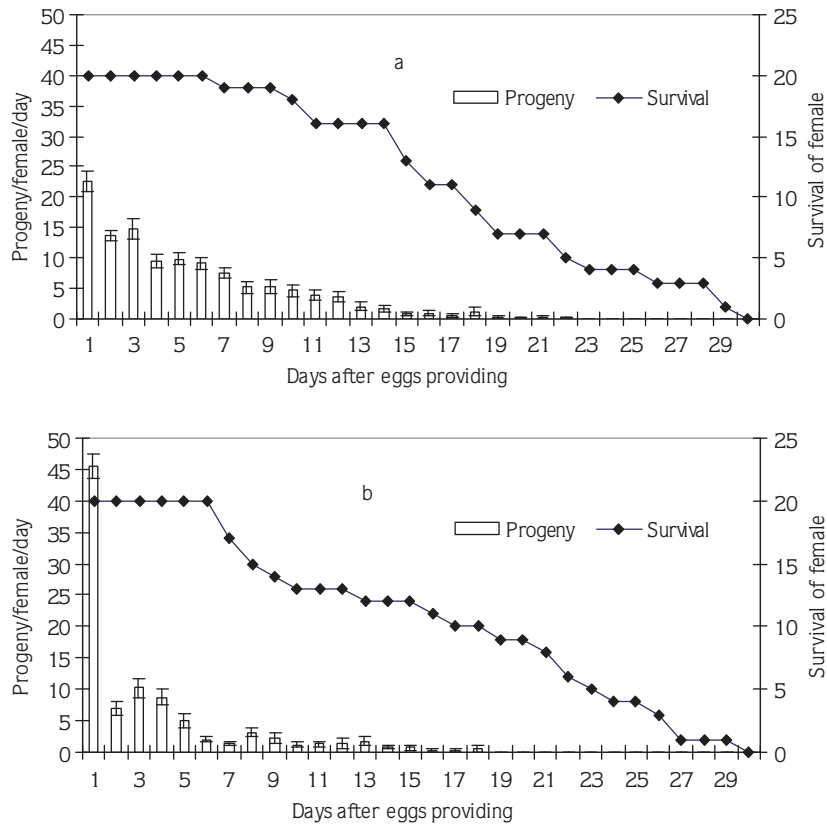 a
Progeny Survival
Progeny/female/day
50
45
40
35
30
25
20
15
10
5
0
Survival of female
25
20
15
10
5
0
1 3 5 7 9 11 13 15 17 19 21 23 25 27 29
Days after eggs providing
b
Progeny Survival
Progeny/female/day
50
45
40
35
30
25
20
15
10
5
0
Survival of female
25
20
15
10
5
0
1 3 5 7 9 11 13 15 17 19 21 23 25 27 29
Days after eggs providing